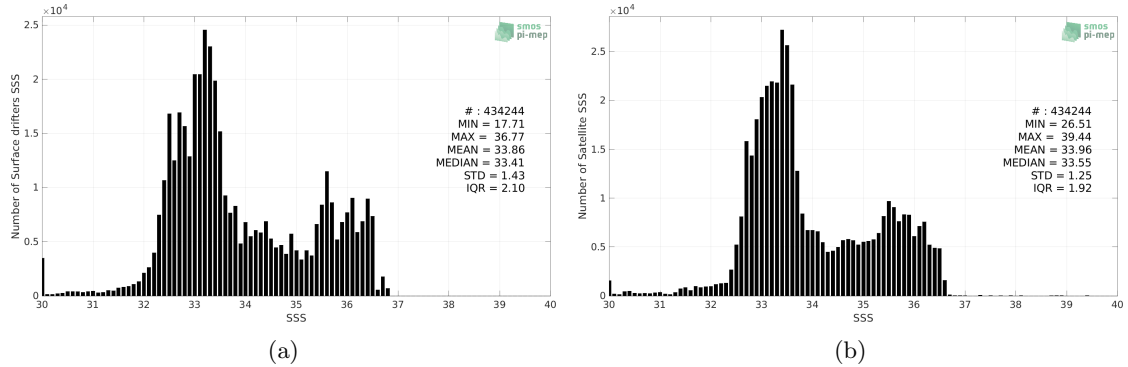 ×10⁴
2.5
2
1.5
1
0.5
0
30 31 32 33 34 35 36 37 38 39 40
SSS
Number of Surface drifters SSS
smos
pi-mep
# : 434244
MIN = 17.71
MAX = 36.77
MEAN = 33.86
MEDIAN = 33.41
STD = 1.43
IQR = 2.10
(a)
×10⁴
2.5
2
1.5
1
0.5
0
30 31 32 33 34 35 36 37 38 39 40
SSS
Number of Satellite SSS
smos
pi-mep
# : 434244
MIN = 26.51
MAX = 39.44
MEAN = 33.96
MEDIAN = 33.55
STD = 1.25
IQR = 1.92
(b)